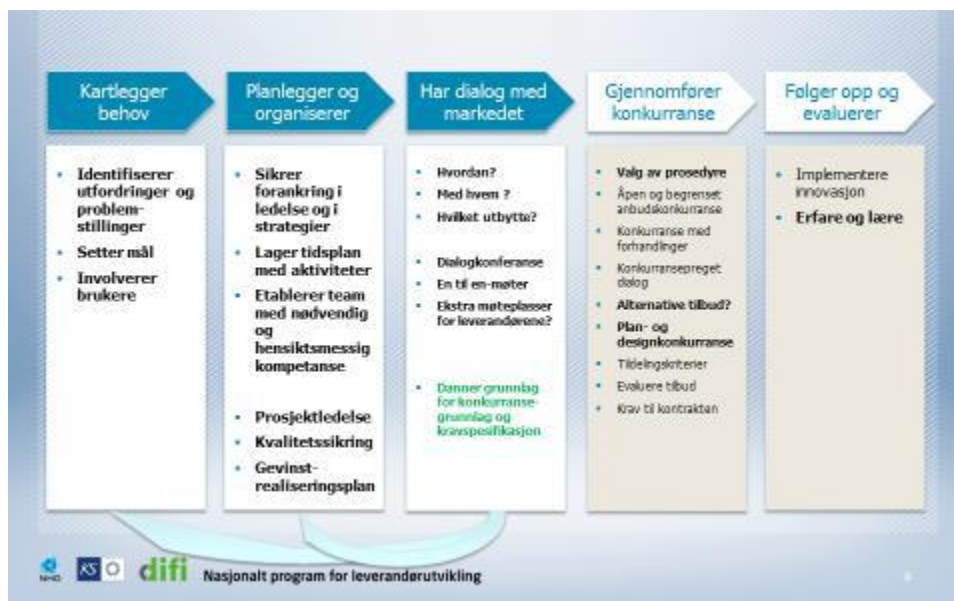 Kartlegger
behov
Planlegger og
organiserer
Har dialog med
markedet
Gjennomfører
konkurranse
Følger opp og
evaluerer
Identifiserer
utfordringer og
problem-
stillinger
Setter mål
Involverer
brukere
Sikrer
forankring i
ledelse og i
strategier
Lager tidsplan
med aktiviteter
Etablerer team
med nødvendig
og
hensiktsmessig
kompetanse
Prosjektledelse
Kvalitetssikring
Gevinst-
realiseringsplan
Hvordan?
Med hvem ?
Hvilket utbytte?
Dialogkonferanse
En til en-møter
Ekstra møteplasser
for leverandørene?
Danner grunnlag
for konkurranse-
grunnlag og
kravspesifikasjon
Valg av prosedyre
Åpen og begrenset
anbudskonkurranse
Konkurranse med
forhandlinger
Konkurransepreget
dialog
Alternative tilbud?
Plan- og
designkonkurranse
Tildelingskriterier
Evaluere tilbud
Krav til kontrakten
Implementere
innovasjon
Erfare og lære
NHO
KS
difi
Nasjonalt program for leverandørutvikling